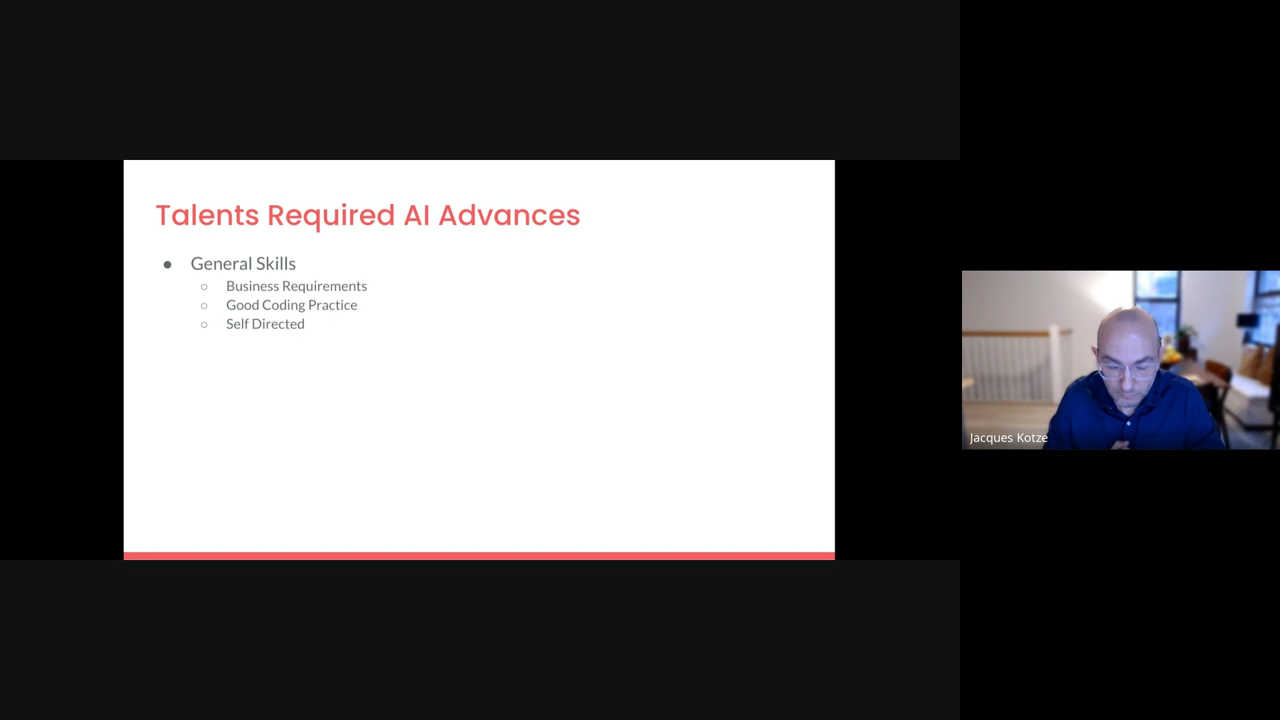 Talents Required AI Advances
● General Skills
○ Business Requirements
○ Good Coding Practice
○ Self Directed
Jacques Kotze